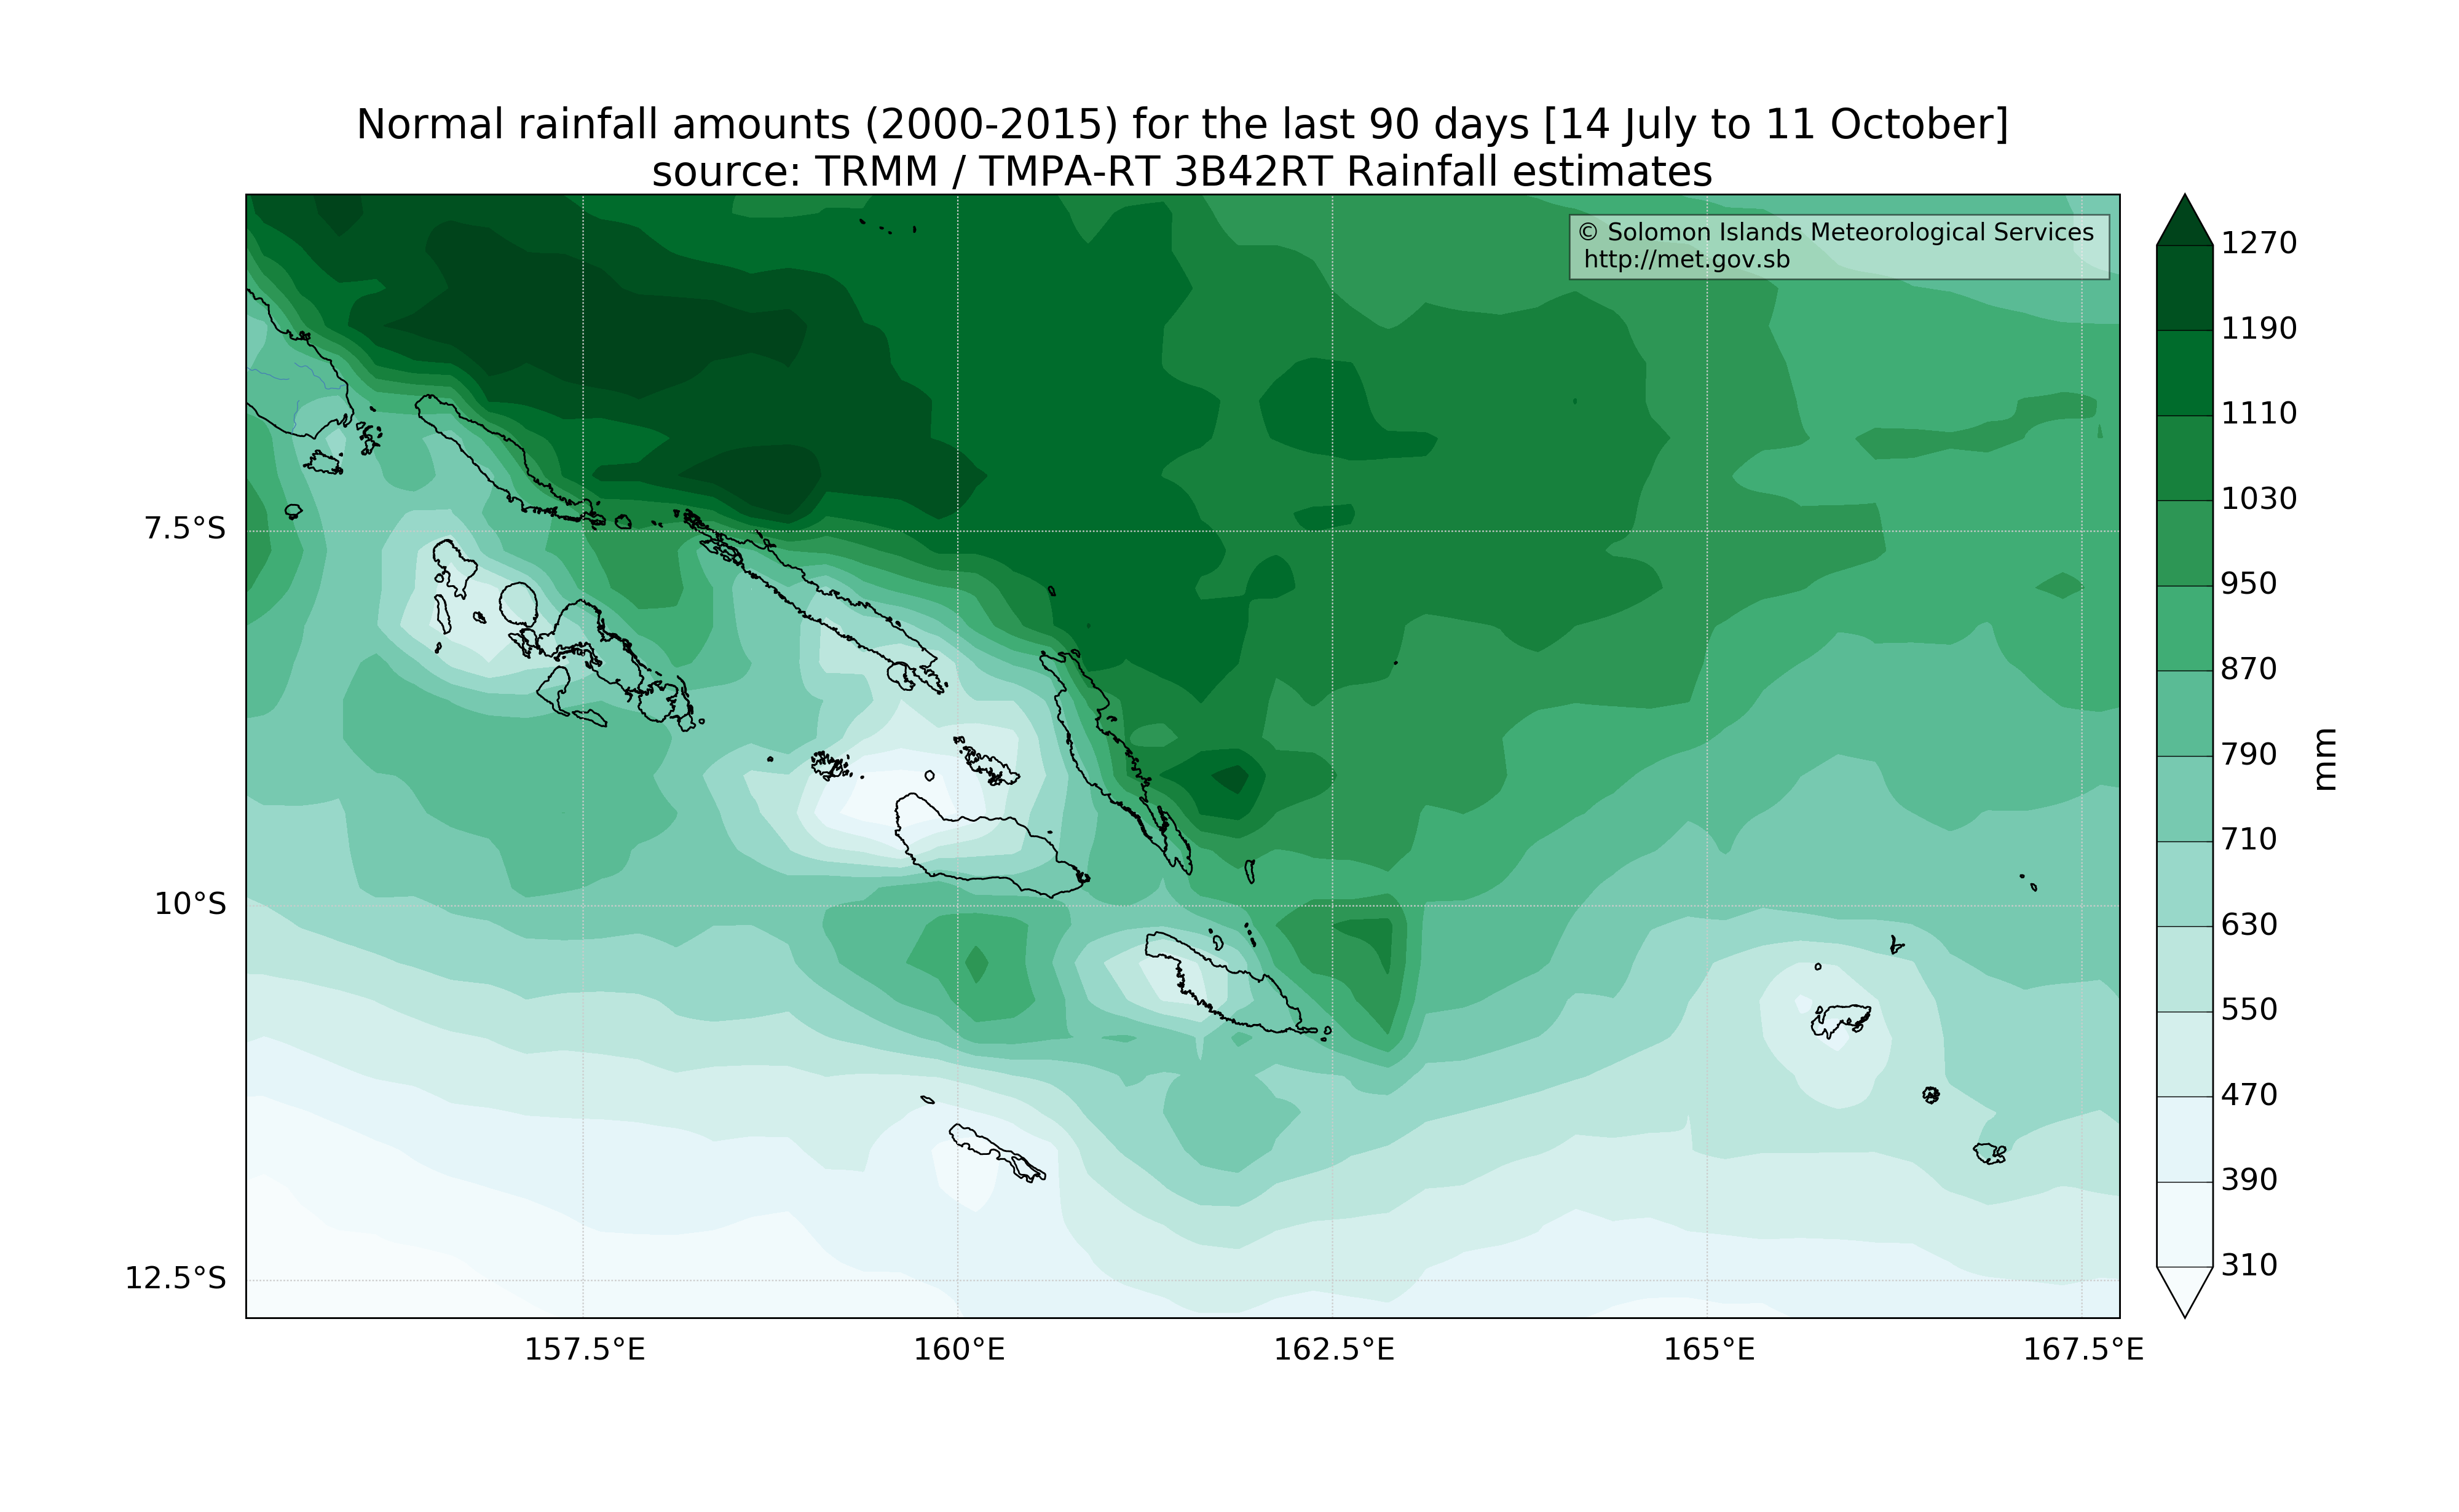 Normal rainfall amounts (2000-2015) for the last 90 days [14 July to 11 October]
source: TRMM / TMPA-RT 3B42RT Rainfall estimates
© Solomon Islands Meteorological Services
http://met.gov.sb
7.5°S
10°S
12.5°S
157.5°E
160°E
162.5°E
165°E
167.5°E
1270
1190
1110
1030
950
870
790
710
630
550
470
390
310
mm